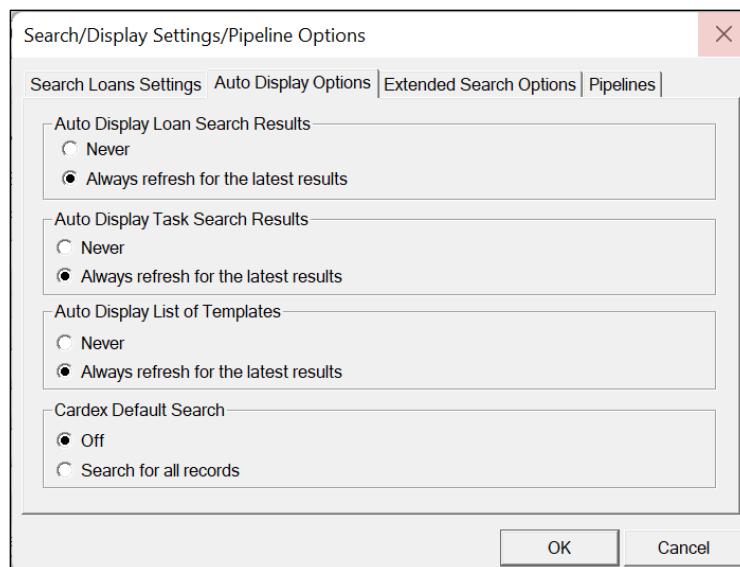 Search/Display Settings/Pipeline Options
Search Loans Settings Auto Display Options Extended Search Options Pipelines
Auto Display Loan Search Results
Never
Always refresh for the latest results
Auto Display Task Search Results
Never
Always refresh for the latest results
Auto Display List of Templates
Never
Always refresh for the latest results
Cardex Default Search
Off
Search for all records
OK Cancel